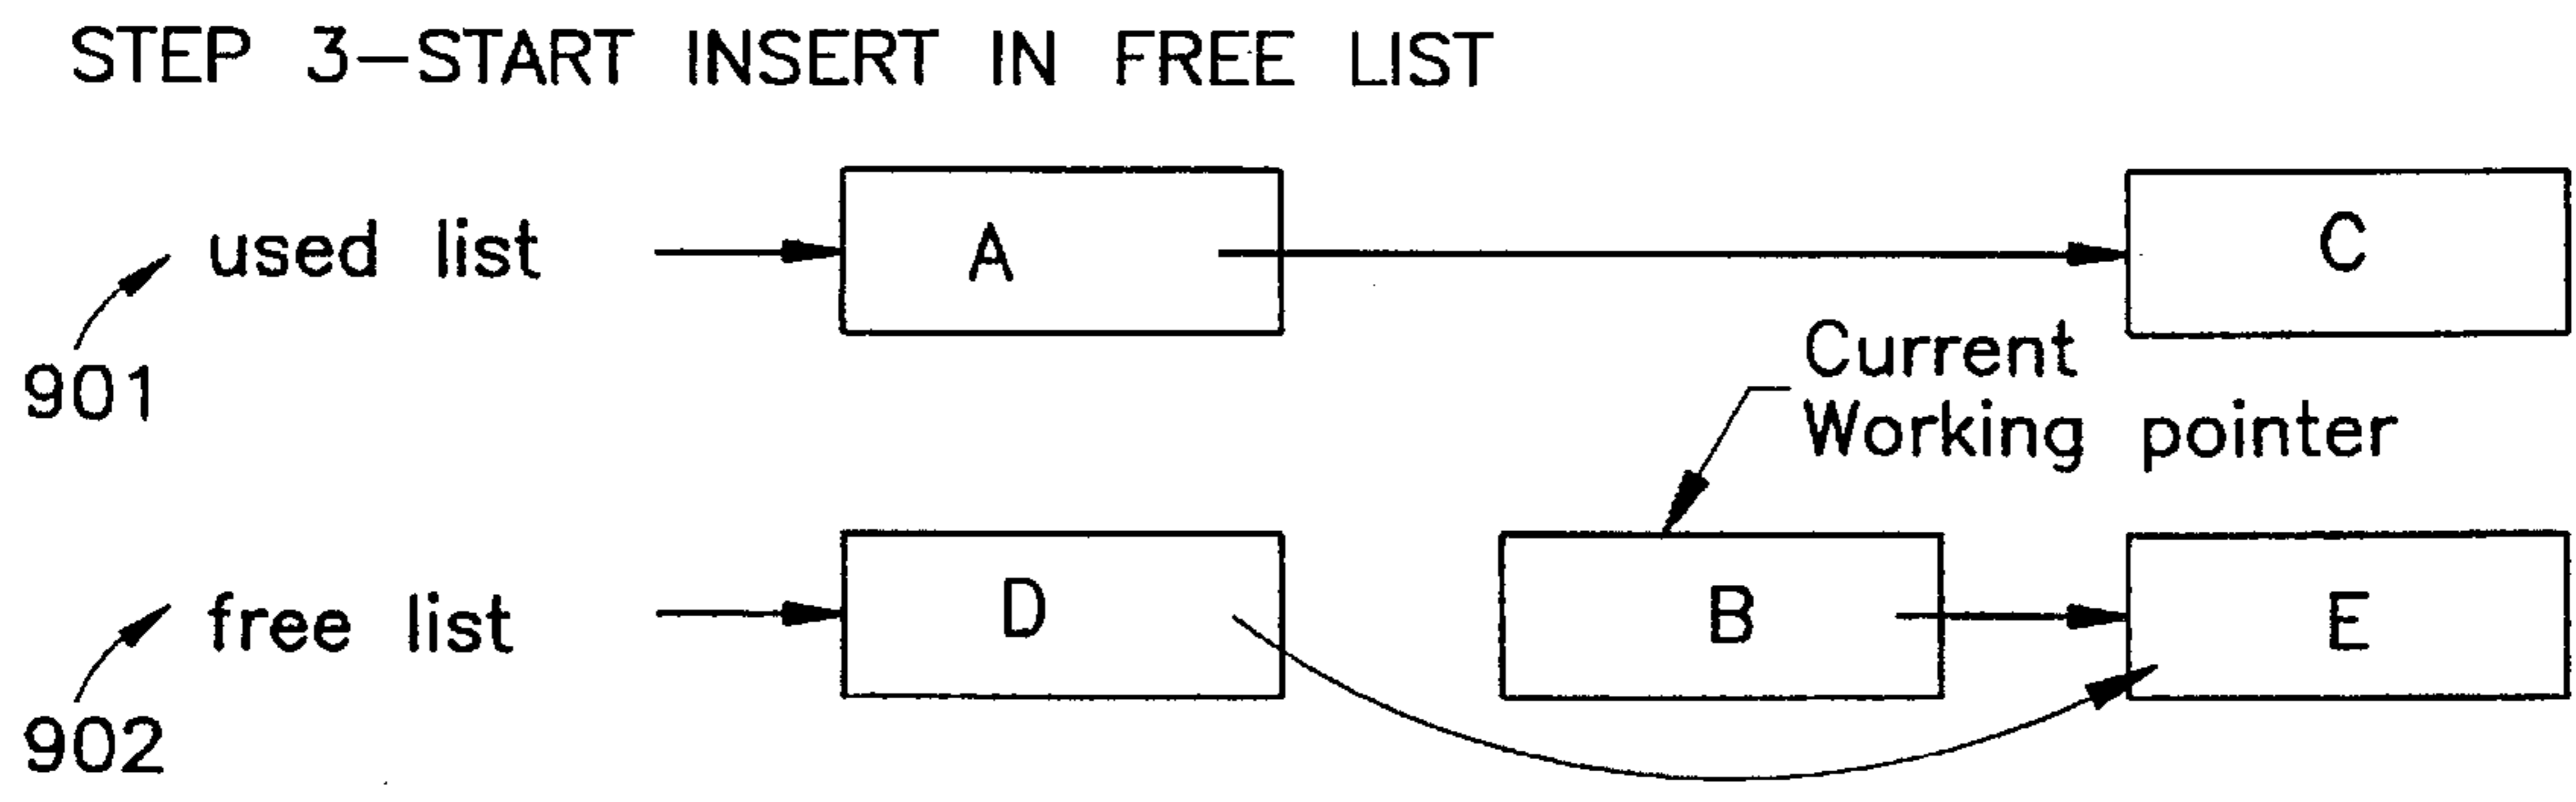 STEP 3-START INSERT IN FREE LIST
used list
A
C
901
Current
Working pointer
free list
D
B
E
902